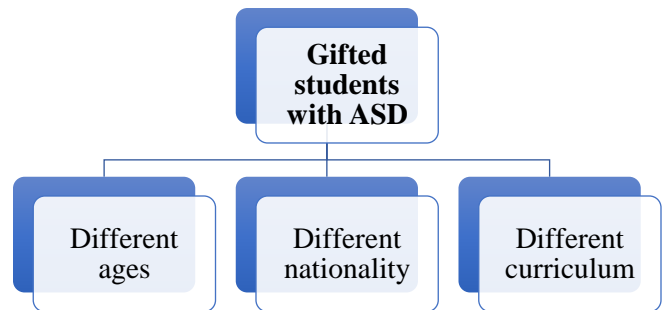 Gifted
students
with ASD
Different
ages
Different
nationality
Different
curriculum